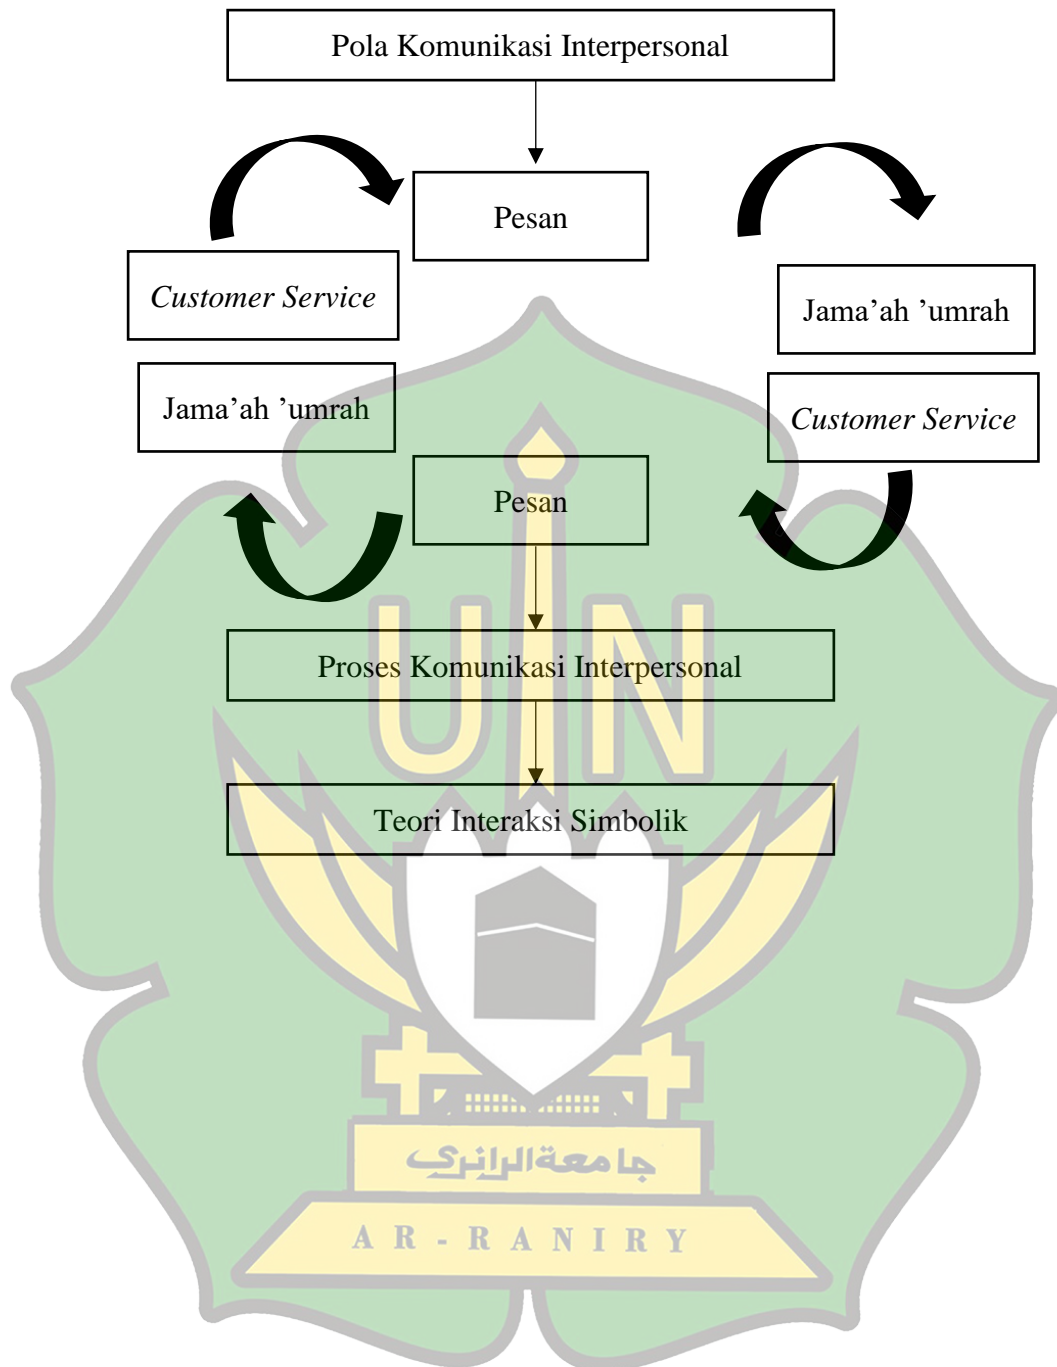 Pola Komunikasi Interpersonal
Pesan
Customer Service
Jama’ah ’umrah
Jama’ah ’umrah
Customer Service
Pesan
UIN
Proses Komunikasi Interpersonal
Teori Interaksi Simbolik
جامعة الرانري
AR - RANIRY